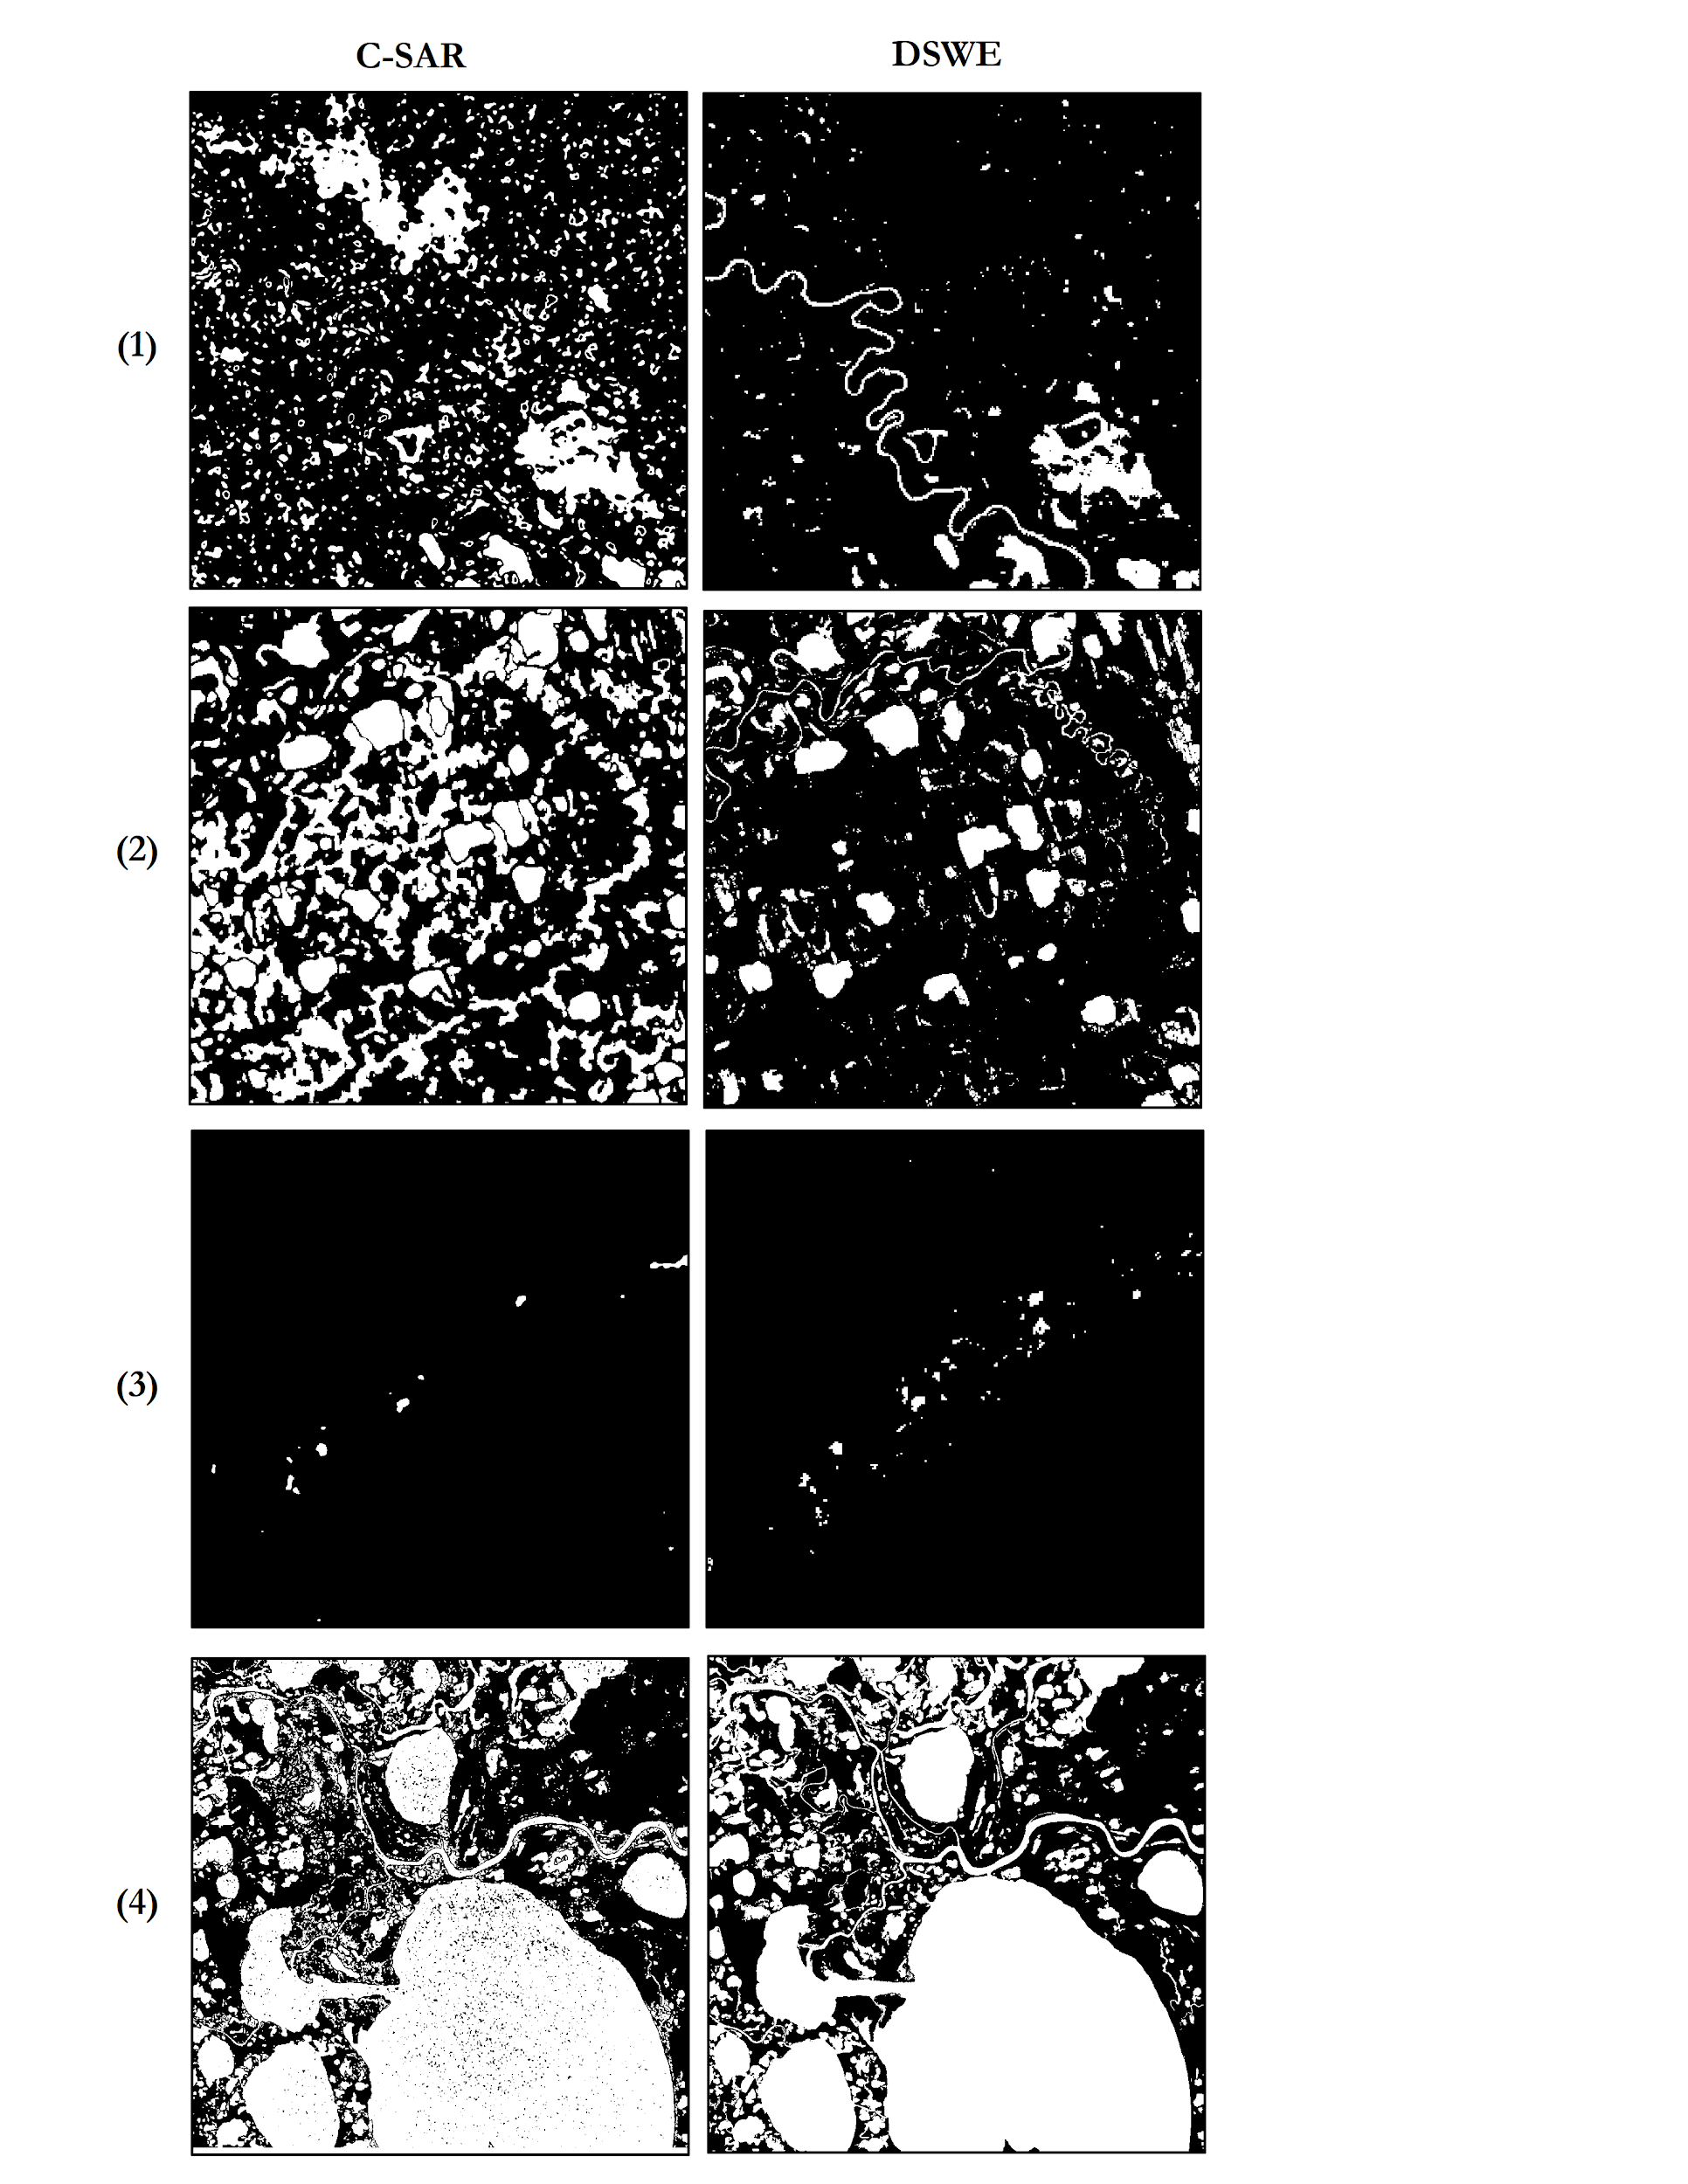 C-SAR DSWE
(1)
(2)
(3)
(4)